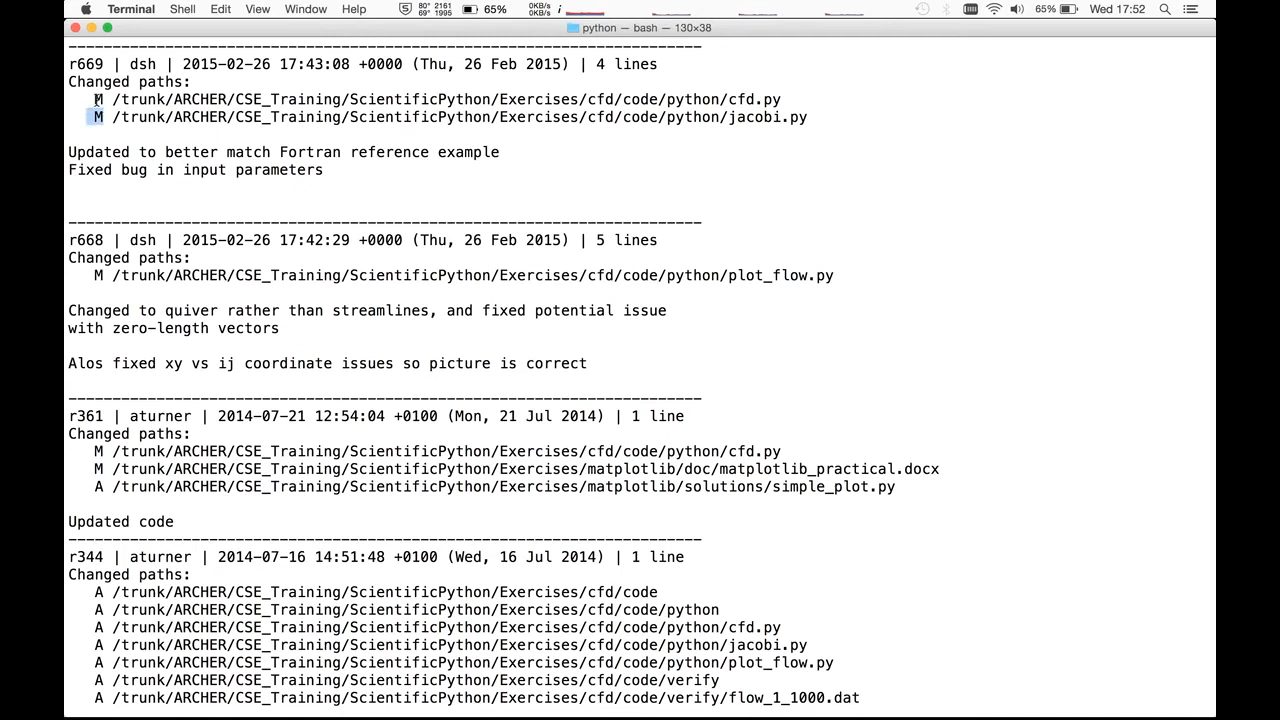 Terminal Shell Edit View Window Help 5 80° 2161 69° 1995 65% 0KB/s 0KB/s i 65% Wed 17:52
python — bash — 130×38
--------------------------------------------------------------------
r669 | dsh | 2015-02-26 17:43:08 +0000 (Thu, 26 Feb 2015) | 4 lines
Changed paths:
M /trunk/ARCHER/CSE_Training/ScientificPython/Exercises/cfd/code/python/cfd.py
M /trunk/ARCHER/CSE_Training/ScientificPython/Exercises/cfd/code/python/jacobi.py
Updated to better match Fortran reference example
Fixed bug in input parameters
------------------------------------------------------------------------
r668 | dsh | 2015-02-26 17:42:29 +0000 (Thu, 26 Feb 2015) | 5 lines
Changed paths:
M /trunk/ARCHER/CSE_Training/ScientificPython/Exercises/cfd/code/python/plot_flow.py
Changed to quiver rather than streamlines, and fixed potential issue
with zero-length vectors
Alos fixed xy vs ij coordinate issues so picture is correct
------------------------------------------------------------------------
r361 | aturner | 2014-07-21 12:54:04 +0100 (Mon, 21 Jul 2014) | 1 line
Changed paths:
M /trunk/ARCHER/CSE_Training/ScientificPython/Exercises/cfd/code/python/cfd.py
M /trunk/ARCHER/CSE_Training/ScientificPython/Exercises/matplotlib/doc/matplotlib_practical.docx
A /trunk/ARCHER/CSE_Training/ScientificPython/Exercises/matplotlib/solutions/simple_plot.py
Updated code
------------------------------------------------------------------------
r344 | aturner | 2014-07-16 14:51:48 +0100 (Wed, 16 Jul 2014) | 1 line
Changed paths:
A /trunk/ARCHER/CSE_Training/ScientificPython/Exercises/cfd/code
A /trunk/ARCHER/CSE_Training/ScientificPython/Exercises/cfd/code/python
A /trunk/ARCHER/CSE_Training/ScientificPython/Exercises/cfd/code/python/cfd.py
A /trunk/ARCHER/CSE_Training/ScientificPython/Exercises/cfd/code/python/jacobi.py
A /trunk/ARCHER/CSE_Training/ScientificPython/Exercises/cfd/code/python/plot_flow.py
A /trunk/ARCHER/CSE_Training/ScientificPython/Exercises/cfd/code/verify
A /trunk/ARCHER/CSE_Training/ScientificPython/Exercises/cfd/code/verify/flow_1_1000.dat